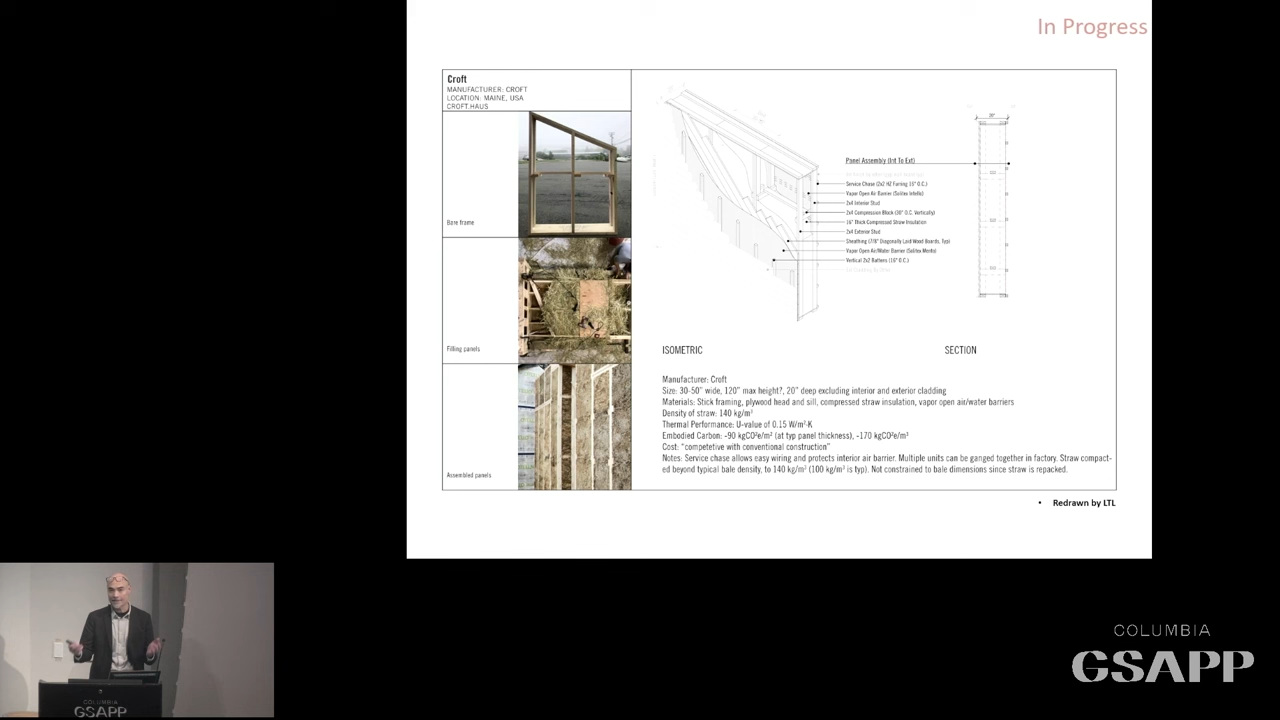 In Progress
Croft
MANUFACTURER: CROFT
LOCATION: MAINE, USA
CROFT.HAUS
Bare frame
Filling panels
Assembled panels
Panel Assembly (Int To Ext)
Service Chase (2x2 HZ Furring 16" O.C.)
Vapor Open Air Barrier (Solitex Intello)
2x4 Interior Stud
2x4 Compression Block (30" O.C. Vertically)
16" Thick Compressed Straw Insulation
2x4 Exterior Stud
Sheathing (7/8" Diagonally Laid Wood Boards, Typ)
Vapor Open Air/Water Barrier (Solitex Mento)
Vertical 2x2 Battens (16" O.C.)
20"
ISOMETRIC
SECTION
Manufacturer: Croft
Size: 30-50" wide, 120" max height?, 20" deep excluding interior and exterior cladding
Materials: Stick framing, plywood head and sill, compressed straw insulation, vapor open air/water barriers
Density of straw: 140 kg/m³
Thermal Performance: U-value of 0.15 W/m²·K
Embodied Carbon: -90 kgCO²e/m² (at typ panel thickness), -170 kgCO²e/m³
Cost: "competetive with conventional construction"
Notes: Service chase allows easy wiring and protects interior air barrier. Multiple units can be ganged together in factory. Straw compact-
ed beyond typical bale density, to 140 kg/m³ (100 kg/m³ is typ). Not constrained to bale dimensions since straw is repacked.
• Redrawn by LTL
COLUMBIA
GSAPP
COLUMBIA
GSAPP